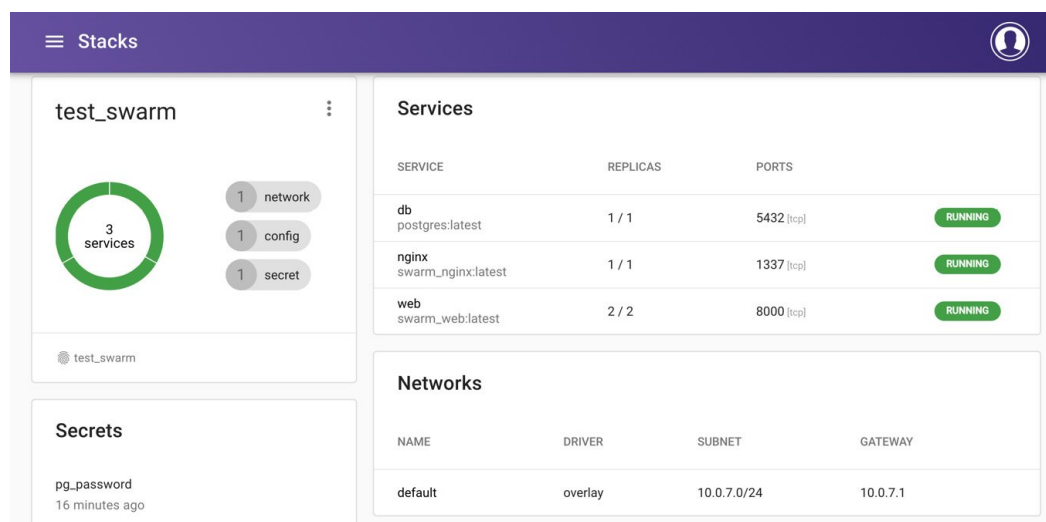 Stacks
test_swarm
3
services
1 network
1 config
1 secret
test_swarm
Secrets
pg_password
16 minutes ago
Services
SERVICE REPLICAS PORTS
db
postgres:latest
1 / 1 5432 [tcp] RUNNING
nginx
swarm_nginx:latest
1 / 1 1337 [tcp] RUNNING
web
swarm_web:latest
2 / 2 8000 [tcp] RUNNING
Networks
NAME DRIVER SUBNET GATEWAY
default overlay 10.0.7.0/24 10.0.7.1